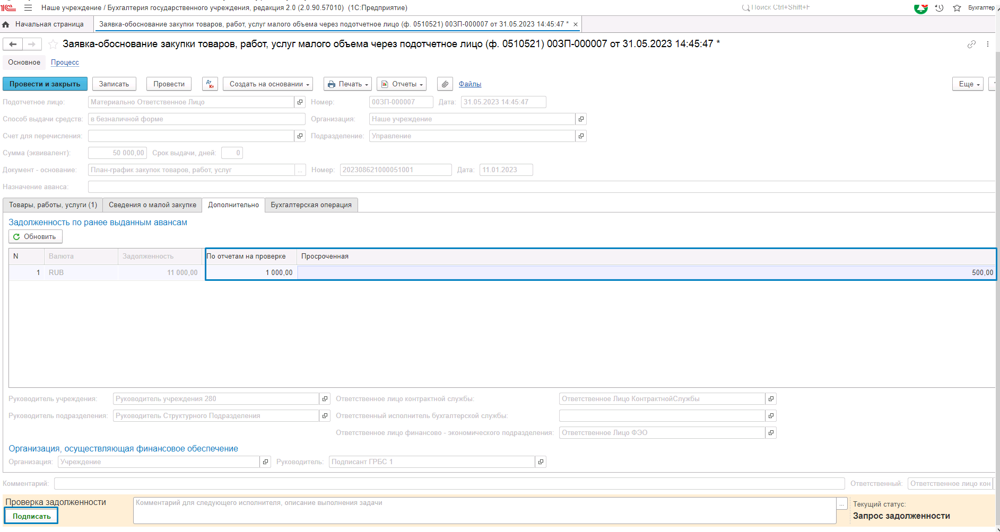 Наше учреждение / Бухгалтерия государственного учреждения, редакция 2.0 (2.0.90.57010) (1С:Предприятие)
Поиск Ctrl+Shift+F
Бухгалтер
Начальная страница
Заявка-обоснование закупки товаров, работ, услуг малого объема через подотчетное лицо (ф. 0510521) 00ЗП-000007 от 31.05.2023 14:45:47 * ×
Заявка-обоснование закупки товаров, работ, услуг малого объема через подотчетное лицо (ф. 0510521) 00ЗП-000007 от 31.05.2023 14:45:47 *
Основное Процесс
Провести и закрыть Записать Провести Дт Кт Создать на основании Печать Отчеты Файлы Еще
Подотчетное лицо: Материально Ответственное Лицо Номер: 00ЗП-000007 Дата: 31.05.2023 14:45:47
Способ выдачи средств: в безналичной форме Организация: Наше учреждение
Счет для перечисления: Подразделение: Управление
Сумма (эквивалент): 50 000,00 Срок выдачи, дней: 0
Документ - основание: План-график закупок товаров, работ, услуг ... Номер: 202308621000051001 Дата: 11.01.2023
Назначение аванса:
Товары, работы, услуги (1) Сведения о малой закупке Дополнительно Бухгалтерская операция
Задолженность по ранее выданным авансам
Обновить
N Валюта Задолженность По отчетам на проверке Просроченная
1 RUB 11 000,00 1 000,00 500,00
Руководитель учреждения: Руководитель учреждения 280 Ответственное лицо контрактной службы: Ответственное Лицо КонтрактнойСлужбы
Руководитель подразделения: Руководитель Структурного Подразделения Ответственный исполнитель бухгалтерской службы:
Ответственное лицо финансово - экономического подразделения: Ответственное Лицо ФЭО
Организация, осуществляющая финансовое обеспечение
Организация: Учреждение Руководитель: Подписант ГРБС 1
Комментарий: Ответственный: Ответственное лицо кон
Проверка задолженности Комментарий для следующего исполнителя, описание выполнения задачи ... Текущий статус:
Подписать Запрос задолженности